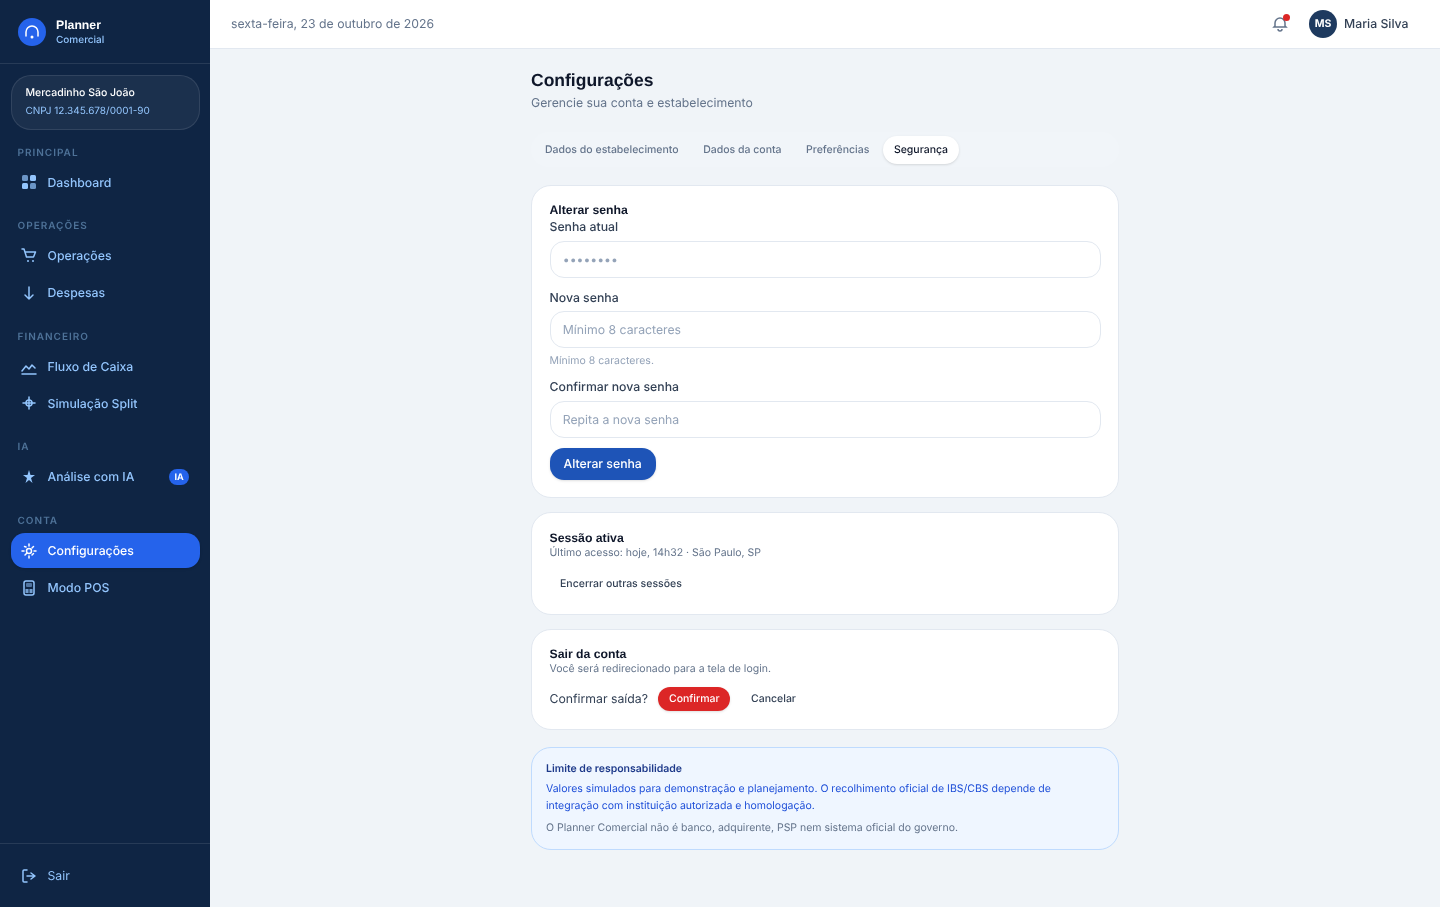 Planner
Comercial
Mercadinho São João
CNPJ 12.345.678/0001-90
PRINCIPAL
Dashboard
OPERAÇÕES
Operações
Despesas
FINANCEIRO
Fluxo de Caixa
Simulação Split
IA
Análise com IA
IA
CONTA
Configurações
Modo POS
Sair
sexta-feira, 23 de outubro de 2026
MS
Maria Silva
Configurações
Gerencie sua conta e estabelecimento
Dados do estabelecimento
Dados da conta
Preferências
Segurança
Alterar senha
Senha atual
••••••••
Nova senha
Mínimo 8 caracteres
Mínimo 8 caracteres.
Confirmar nova senha
Repita a nova senha
Alterar senha
Sessão ativa
Último acesso: hoje, 14h32 · São Paulo, SP
Encerrar outras sessões
Sair da conta
Você será redirecionado para a tela de login.
Confirmar saída?
Confirmar
Cancelar
Limite de responsabilidade
Valores simulados para demonstração e planejamento. O recolhimento oficial de IBS/CBS depende de
integração com instituição autorizada e homologação.
O Planner Comercial não é banco, adquirente, PSP nem sistema oficial do governo.